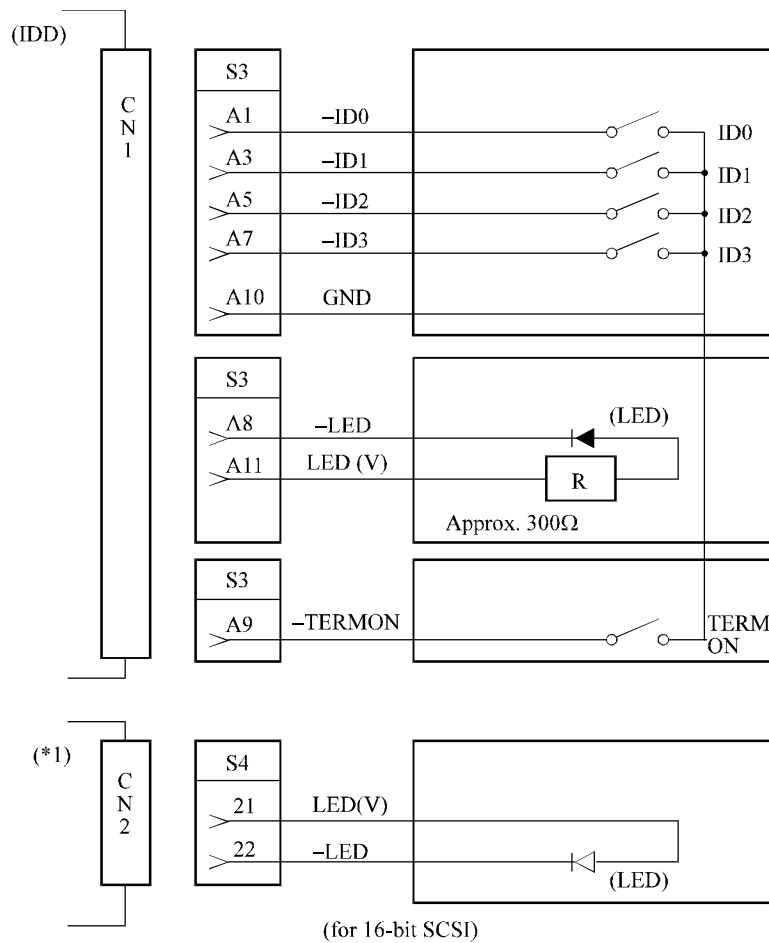 (IDD)
CN1
S3
A1 –ID0 ID0
A3 –ID1 ID1
A5 –ID2 ID2
A7 –ID3 ID3
A10 GND
S3
(LED)
A8 –LED
A11 LED (V) R
Approx. 300Ω
S3
A9 –TERMON TERM
ON
(*1)
CN2
S4
21 LED(V)
22 –LED
(LED)
(for 16-bit SCSI)